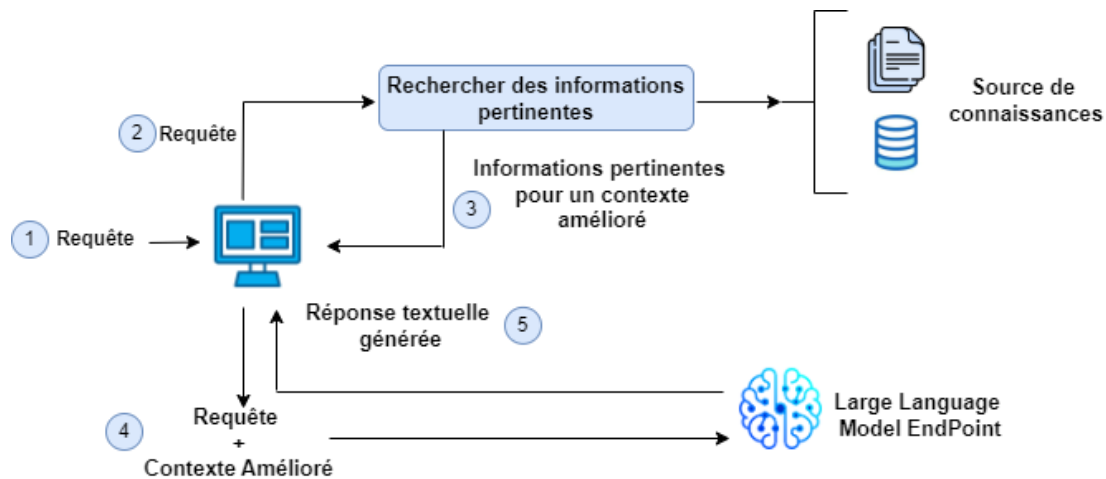 Rechercher des informations
pertinentes
Source de
connaissances
2 Requête
Informations pertinentes
pour un contexte
amélioré
3
1 Requête
Réponse textuelle
générée
5
Requête
+
Contexte Amélioré
4
Large Language
Model EndPoint